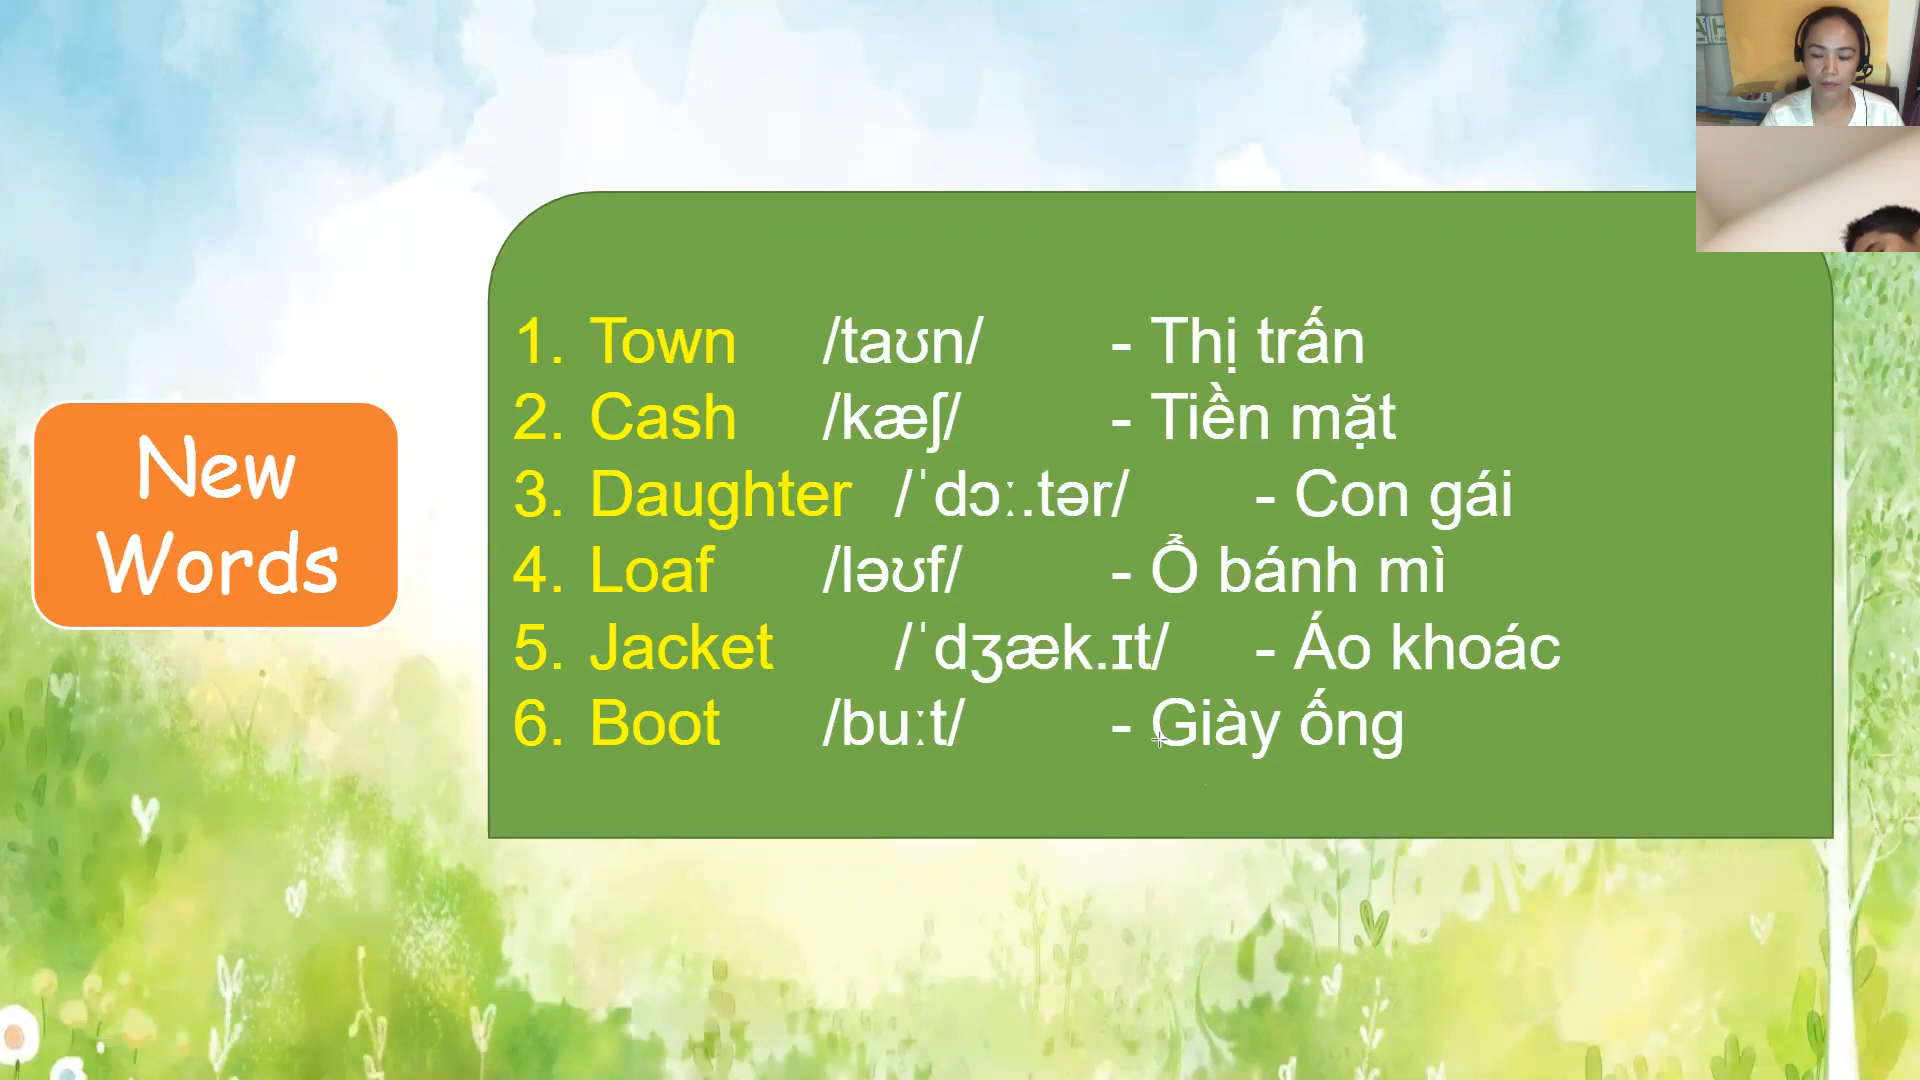 New
Words
1. Town /taʊn/ - Thị trấn
2. Cash /kæʃ/ - Tiền mặt
3. Daughter /ˈdɔː.tər/ - Con gái
4. Loaf /ləʊf/ - Ổ bánh mì
5. Jacket /ˈdʒæk.ɪt/ - Áo khoác
6. Boot /buːt/ - Giày ống